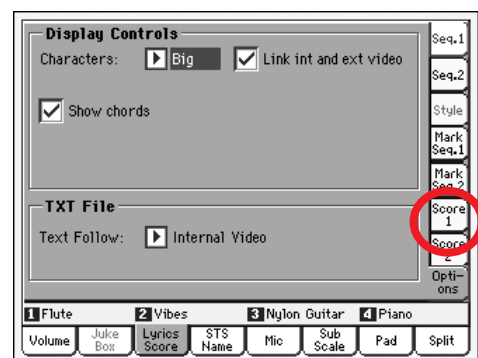 Display Controls
Characters: Big Link int and ext video
Show chords
TXT File
Text Follow: Internal Video
Seq.1
Seq.2
Style
Mark
Seq.1
Mark
Seq.2
Score
1
Score
2
Opti-
ons
1 Flute 2 Vibes 3 Nylon Guitar 4 Piano
Volume
Juke
Box
Lyrics
Score
STS
Name
Mic
Sub
Scale
Pad
Split